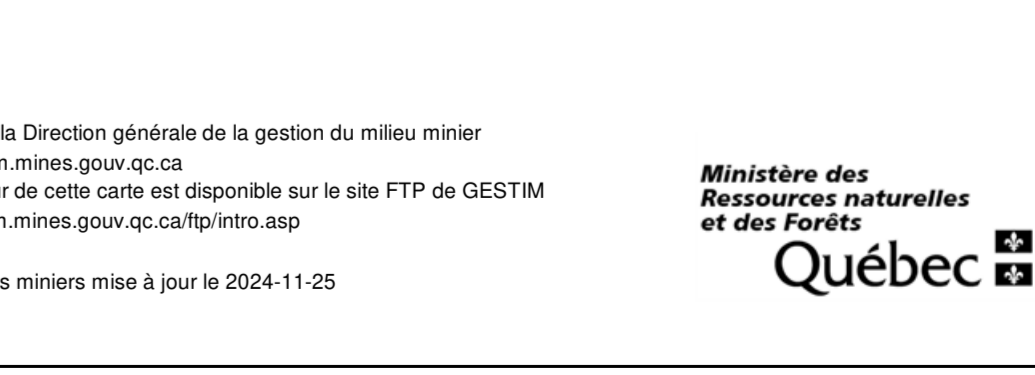 la Direction générale de la gestion du milieu minier
.mines.gouv.qc.ca
de cette carte est disponible sur le site FTP de GESTIM
.mines.gouv.qc.ca/ftp/intro.asp
miniers mise à jour le 2024-11-25
Ministère des
Ressources naturelles
et des Forêts
Québec